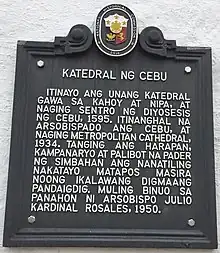 KATEDRAL NG CEBU
ITINAYO ANG UNANG KATEDRAL
GAWA SA KAHOY AT NIPA, AT
NAGING SENTRO NG DIYOSESIS
NG CEBU, 1595. ITINANGHAL NA
ARSOBISPADO ANG CEBU, AT
NAGING METROPOLITAN CATHEDRAL,
1934. TANGING ANG HARAPAN,
KAMPANARYO AT PALIBOT NA PADER
NG SIMBAHAN ANG NANATILING
NAKATAYO MATAPOS MASIRA
NOONG IKALAWANG DIGMAANG
PANDAIGDIG. MULING BINUO SA
PANAHON NI ARSOBISPO JULIO
KARDINAL ROSALES, 1950.